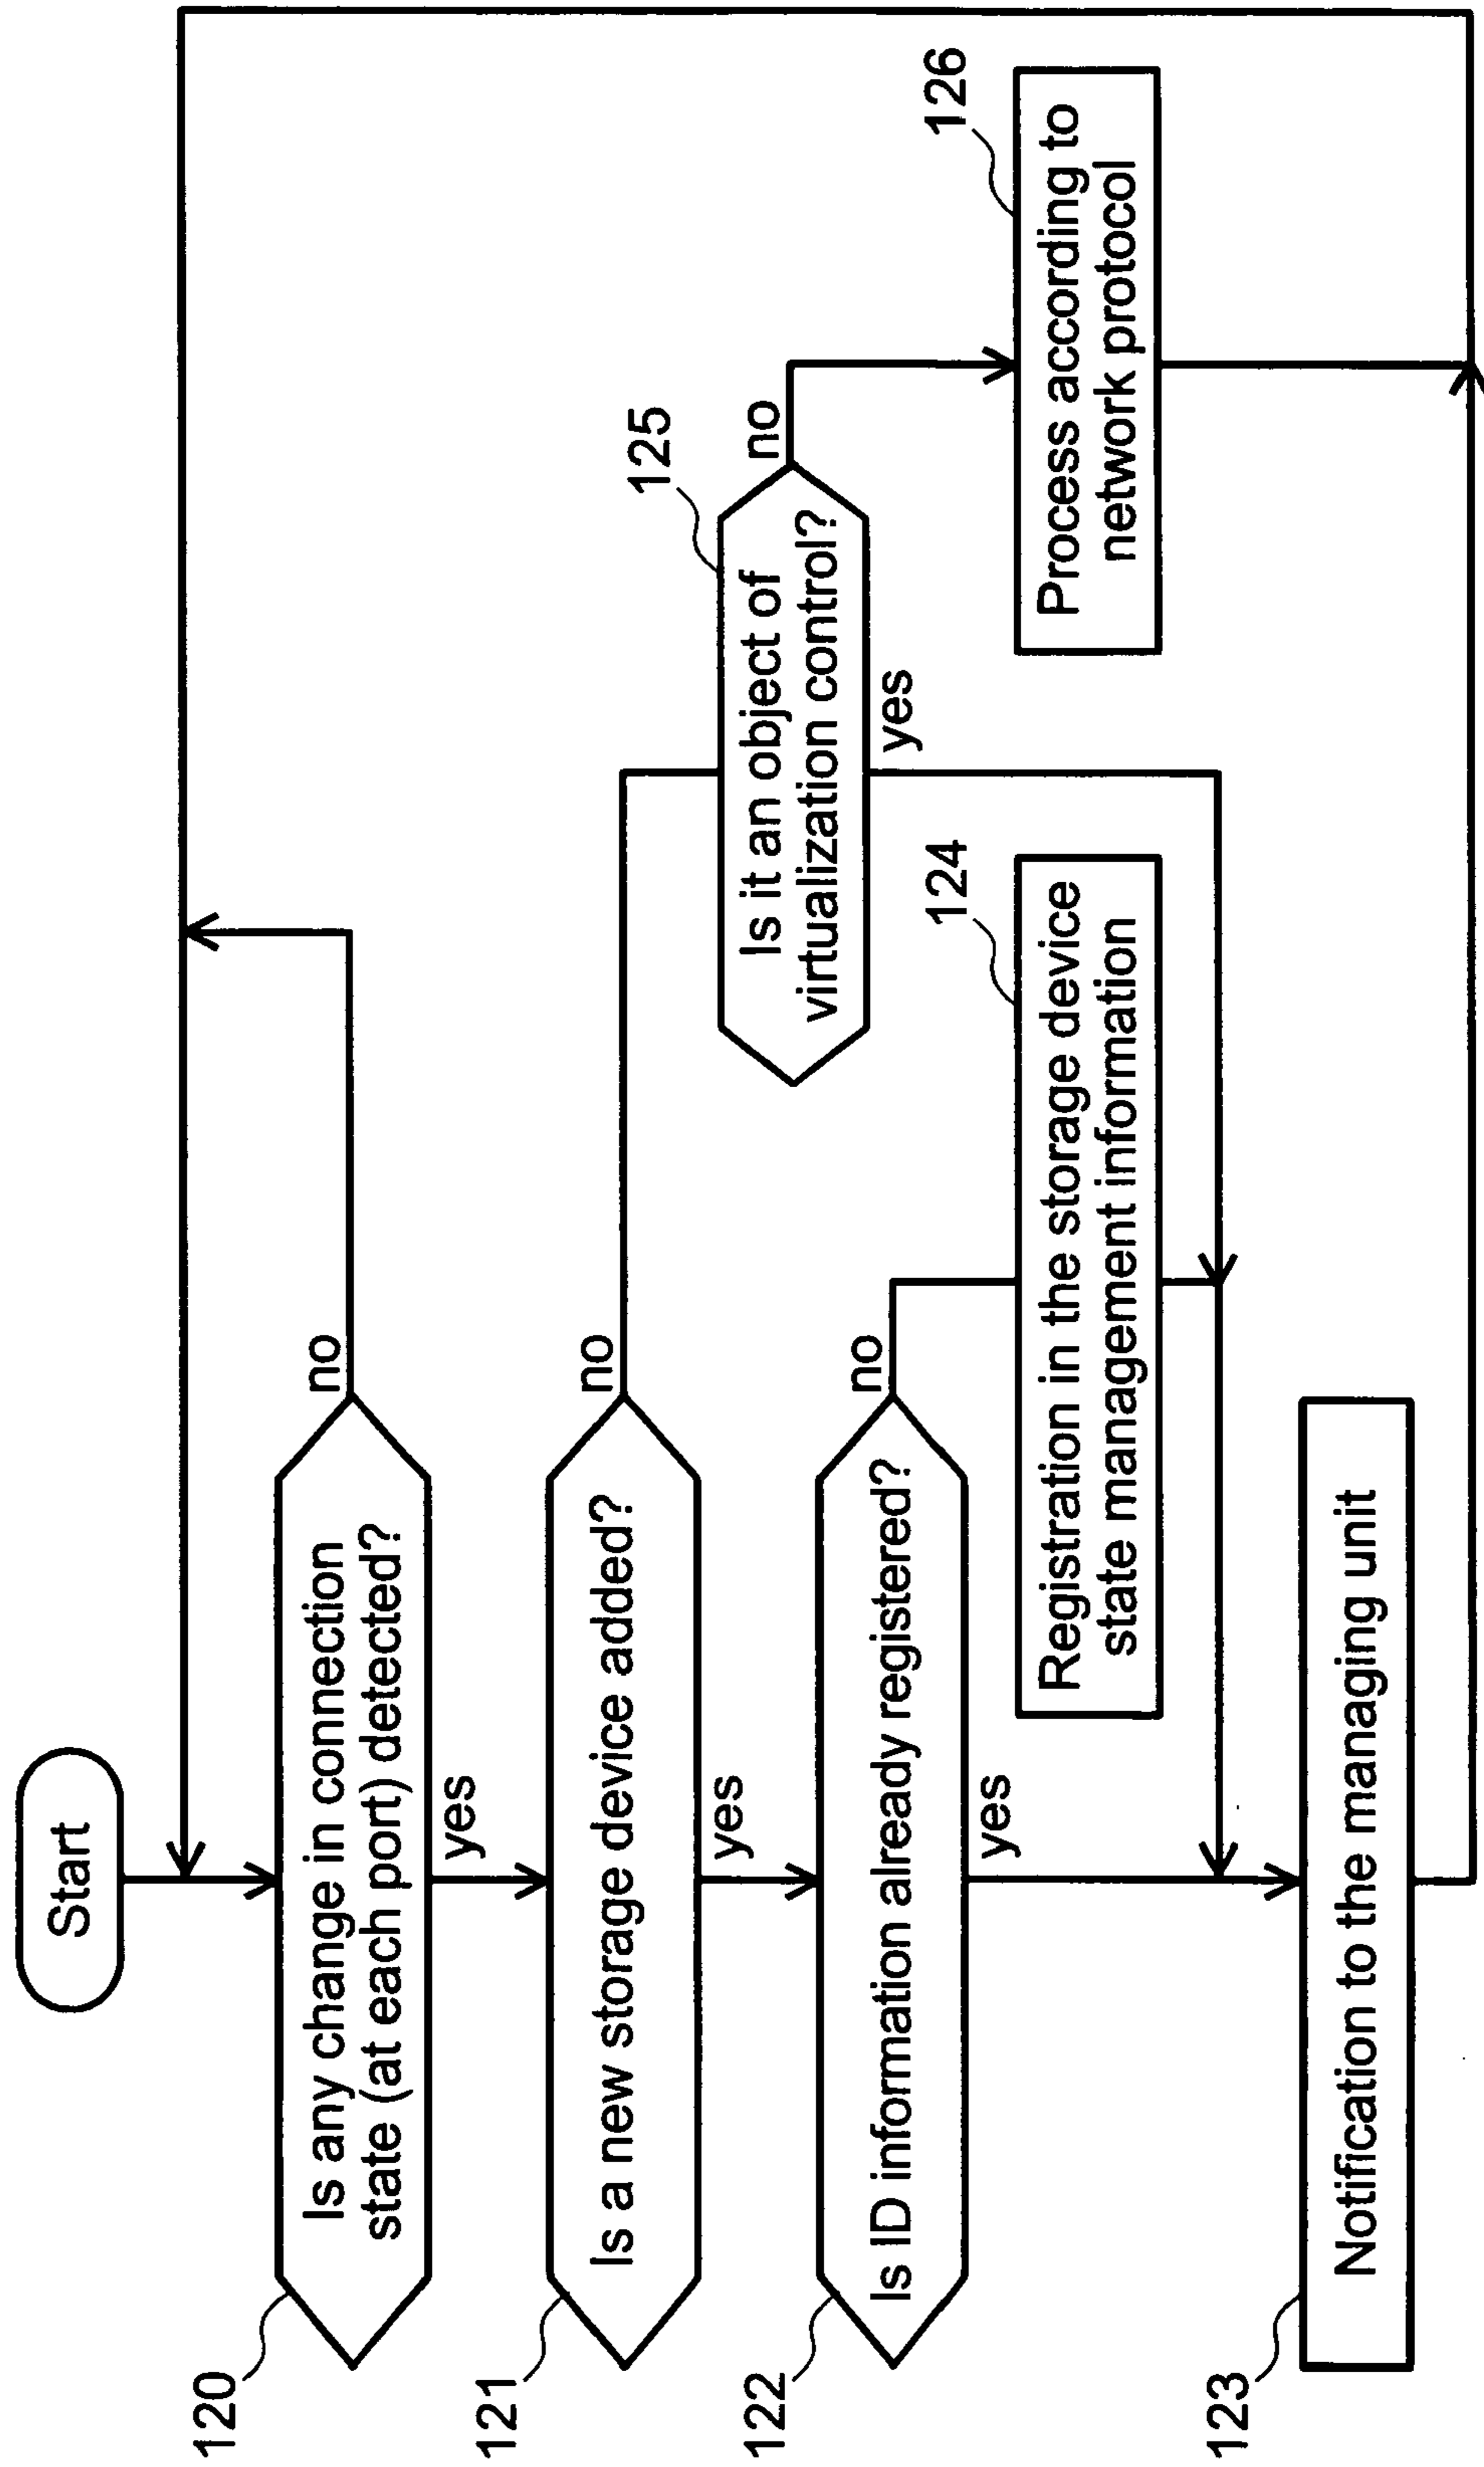 Start
120
Is any change in connection
state (at each port) detected?
no
yes
121
Is a new storage device added?
no
yes
125
Is it an object of
virtualization control?
no
yes
122
Is ID information already registered?
no
yes
124
Registration in the storage device
state management information
126
Process according to
network protocol
123
Notification to the managing unit